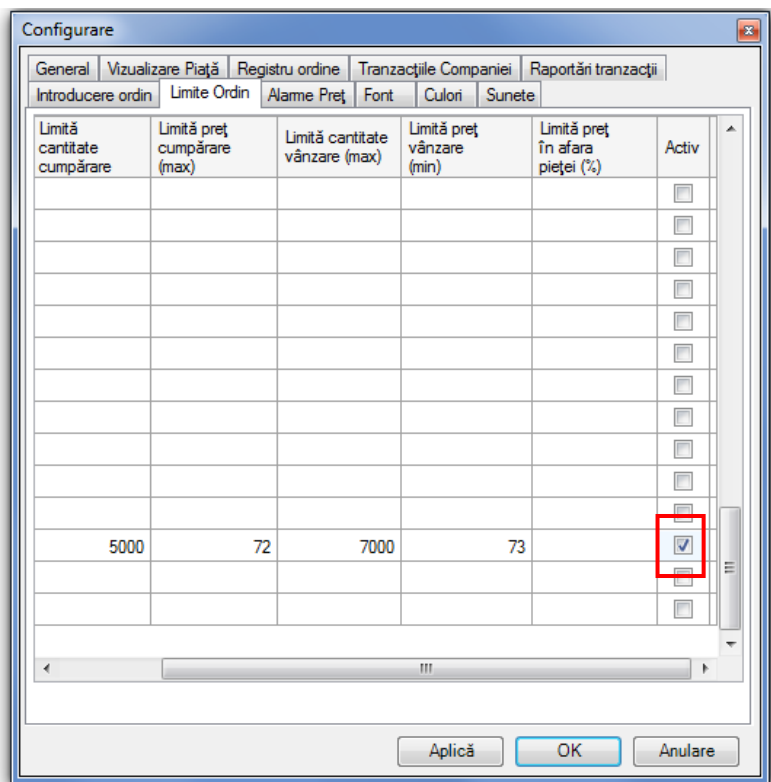 Configurare
General Vizualizare Piaţă Registru ordine Tranzacţiile Companiei Raportări tranzacţii
Introducere ordin Limite Ordin Alarme Preţ Font Culori Sunete
Limită
cantitate
cumpărare
Limită preţ
cumpărare
(max)
Limită cantitate
vânzare (max)
Limită preţ
vânzare
(min)
Limită preţ
în afara
pieţei (%)
Activ
5000 72 7000 73
Aplică OK Anulare